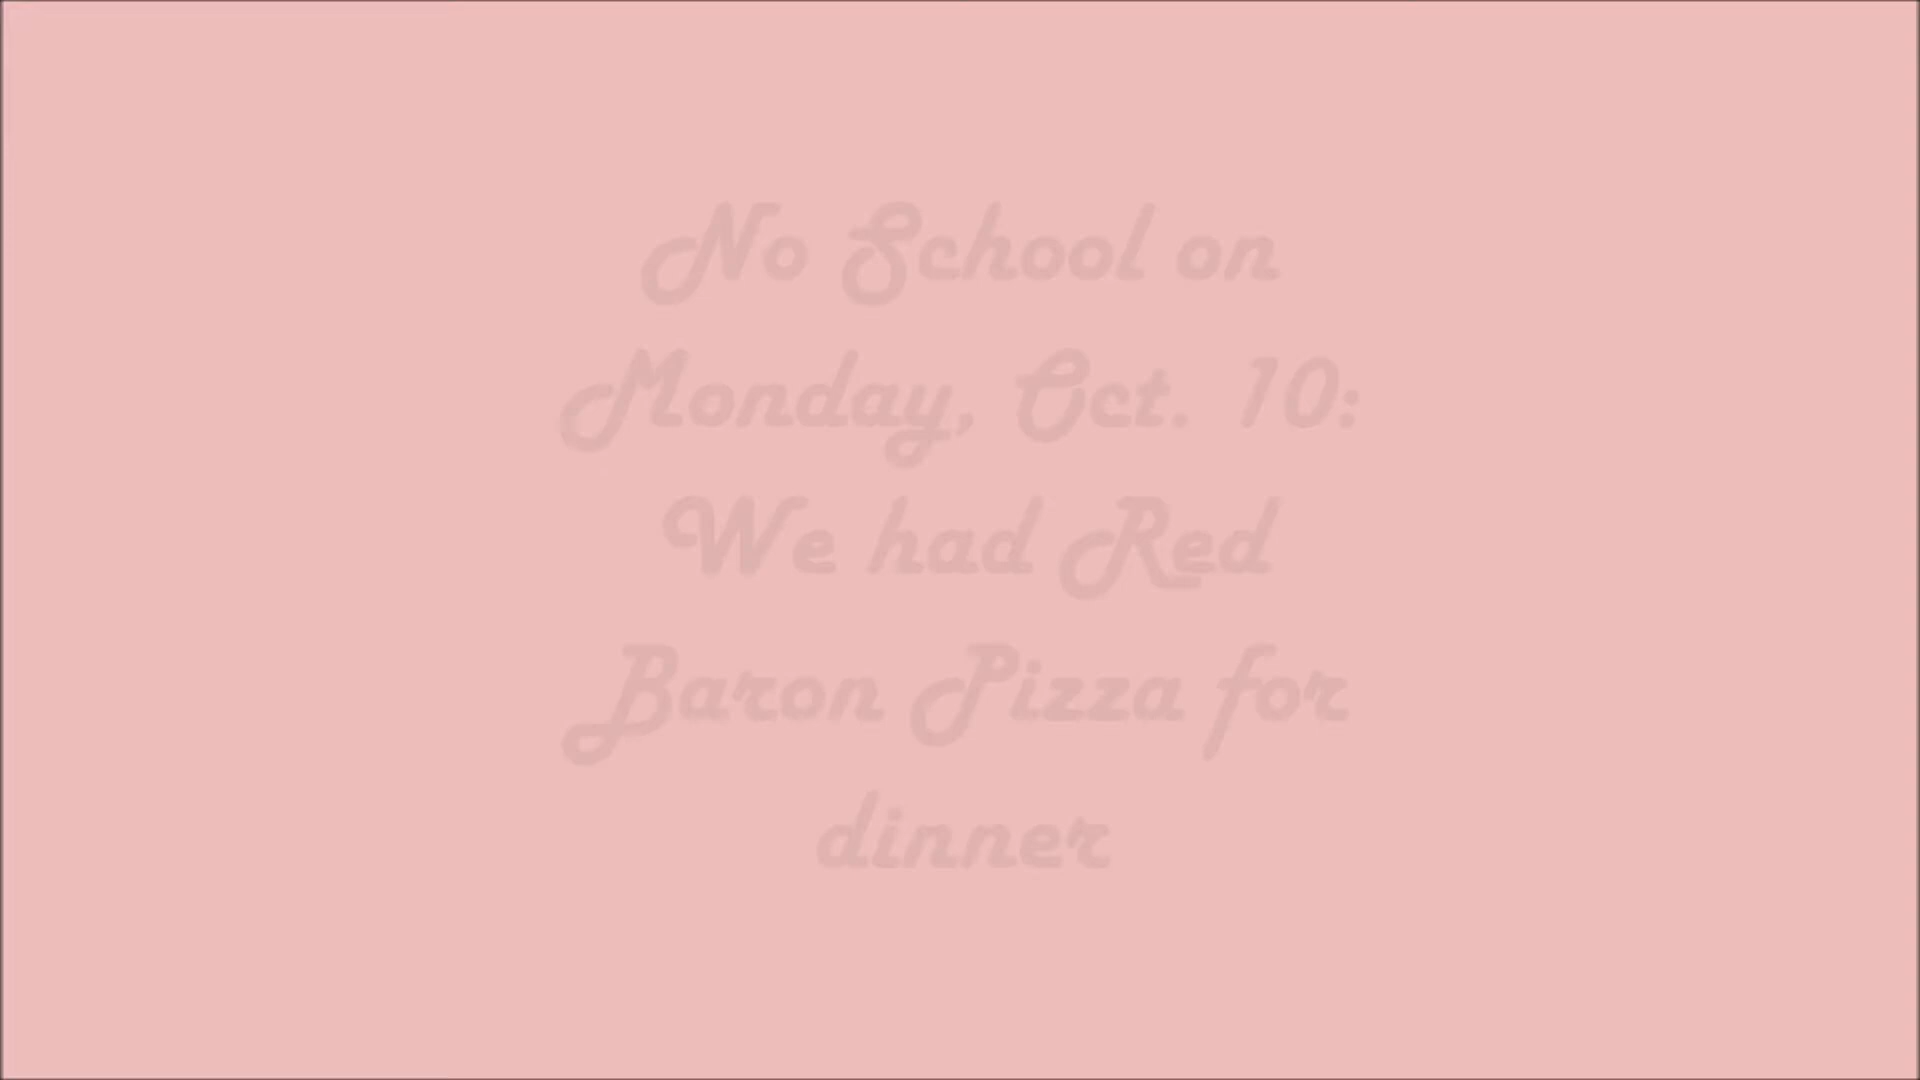 No School on
Monday, Oct. 10:
We had Red
Baron Pizza for
dinner